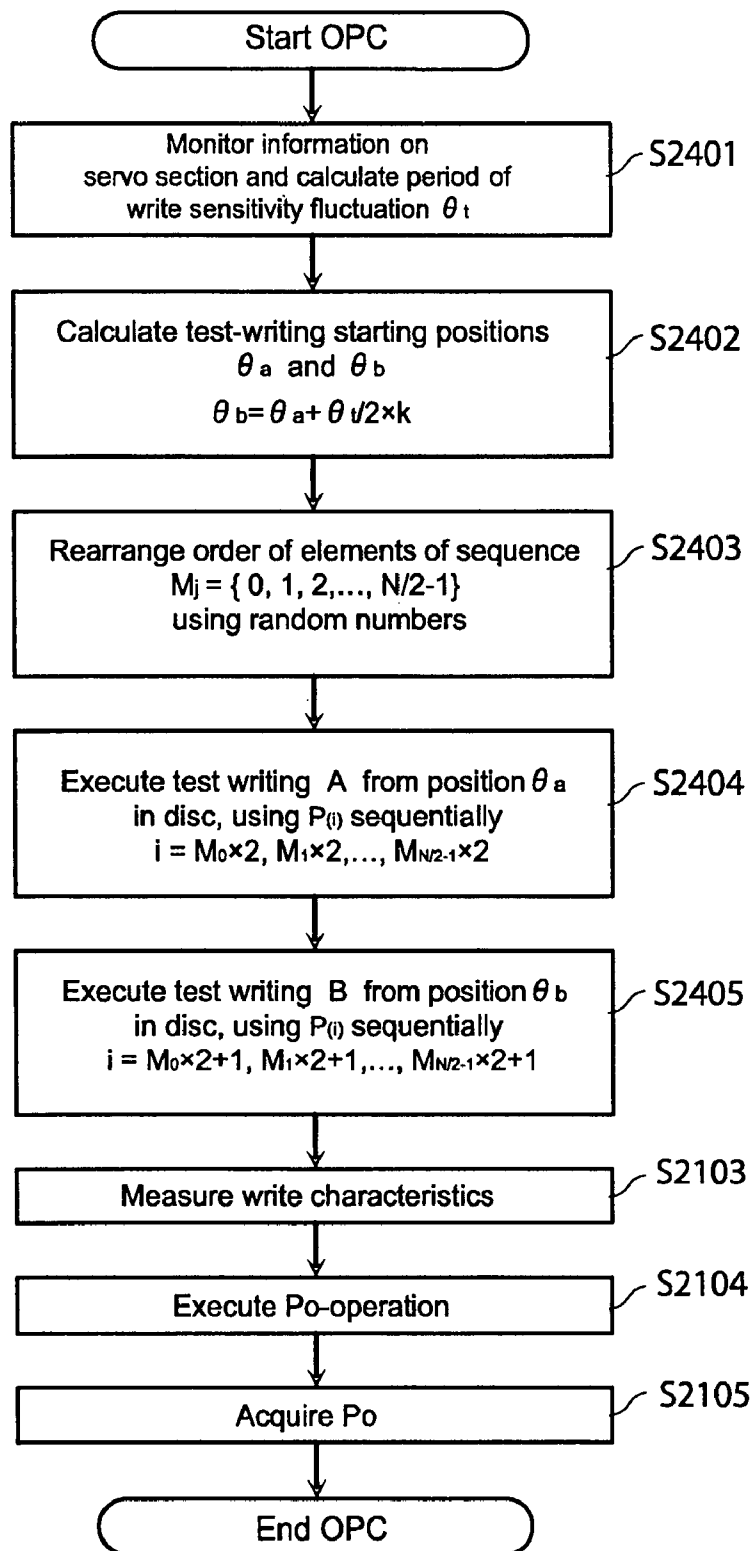 Start OPC
Monitor information on
servo section and calculate period of
write sensitivity fluctuation θt
S2401
Calculate test-writing starting positions
θa and θb
θb=θa+θt/2×k
S2402
Rearrange order of elements of sequence
Mj = { 0, 1, 2,..., N/2-1}
using random numbers
S2403
Execute test writing A from position θa
in disc, using P(i) sequentially
i = M0×2, M1×2,..., MN/2-1×2
S2404
Execute test writing B from position θb
in disc, using P(i) sequentially
i = M0×2+1, M1×2+1,..., MN/2-1×2+1
S2405
Measure write characteristics
S2103
Execute Po-operation
S2104
Acquire Po
S2105
End OPC